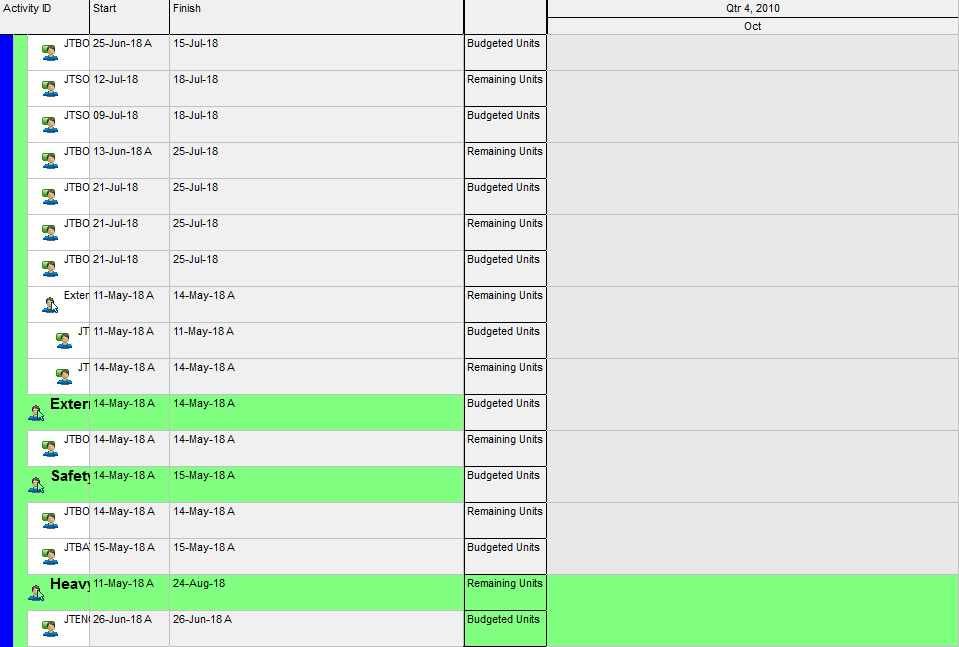 Activity ID Start Finish Qtr 4, 2010
Oct
JTBO 25-Jun-18 A 15-Jul-18 Budgeted Units
JTSO 12-Jul-18 18-Jul-18 Remaining Units
JTSO 09-Jul-18 18-Jul-18 Budgeted Units
JTBO 13-Jun-18 A 25-Jul-18 Remaining Units
JTBO 21-Jul-18 25-Jul-18 Budgeted Units
JTBO 21-Jul-18 25-Jul-18 Remaining Units
JTBO 21-Jul-18 25-Jul-18 Budgeted Units
Exter 11-May-18 A 14-May-18 A Remaining Units
JT 11-May-18 A 11-May-18 A Budgeted Units
JT 14-May-18 A 14-May-18 A Remaining Units
Exter 14-May-18 A 14-May-18 A Budgeted Units
JTBO 14-May-18 A 14-May-18 A Remaining Units
Safety 14-May-18 A 15-May-18 A Budgeted Units
JTBO 14-May-18 A 14-May-18 A Remaining Units
JTBA 15-May-18 A 15-May-18 A Budgeted Units
Heavy 11-May-18 A 24-Aug-18 Remaining Units
JTEN 26-Jun-18 A 26-Jun-18 A Budgeted Units